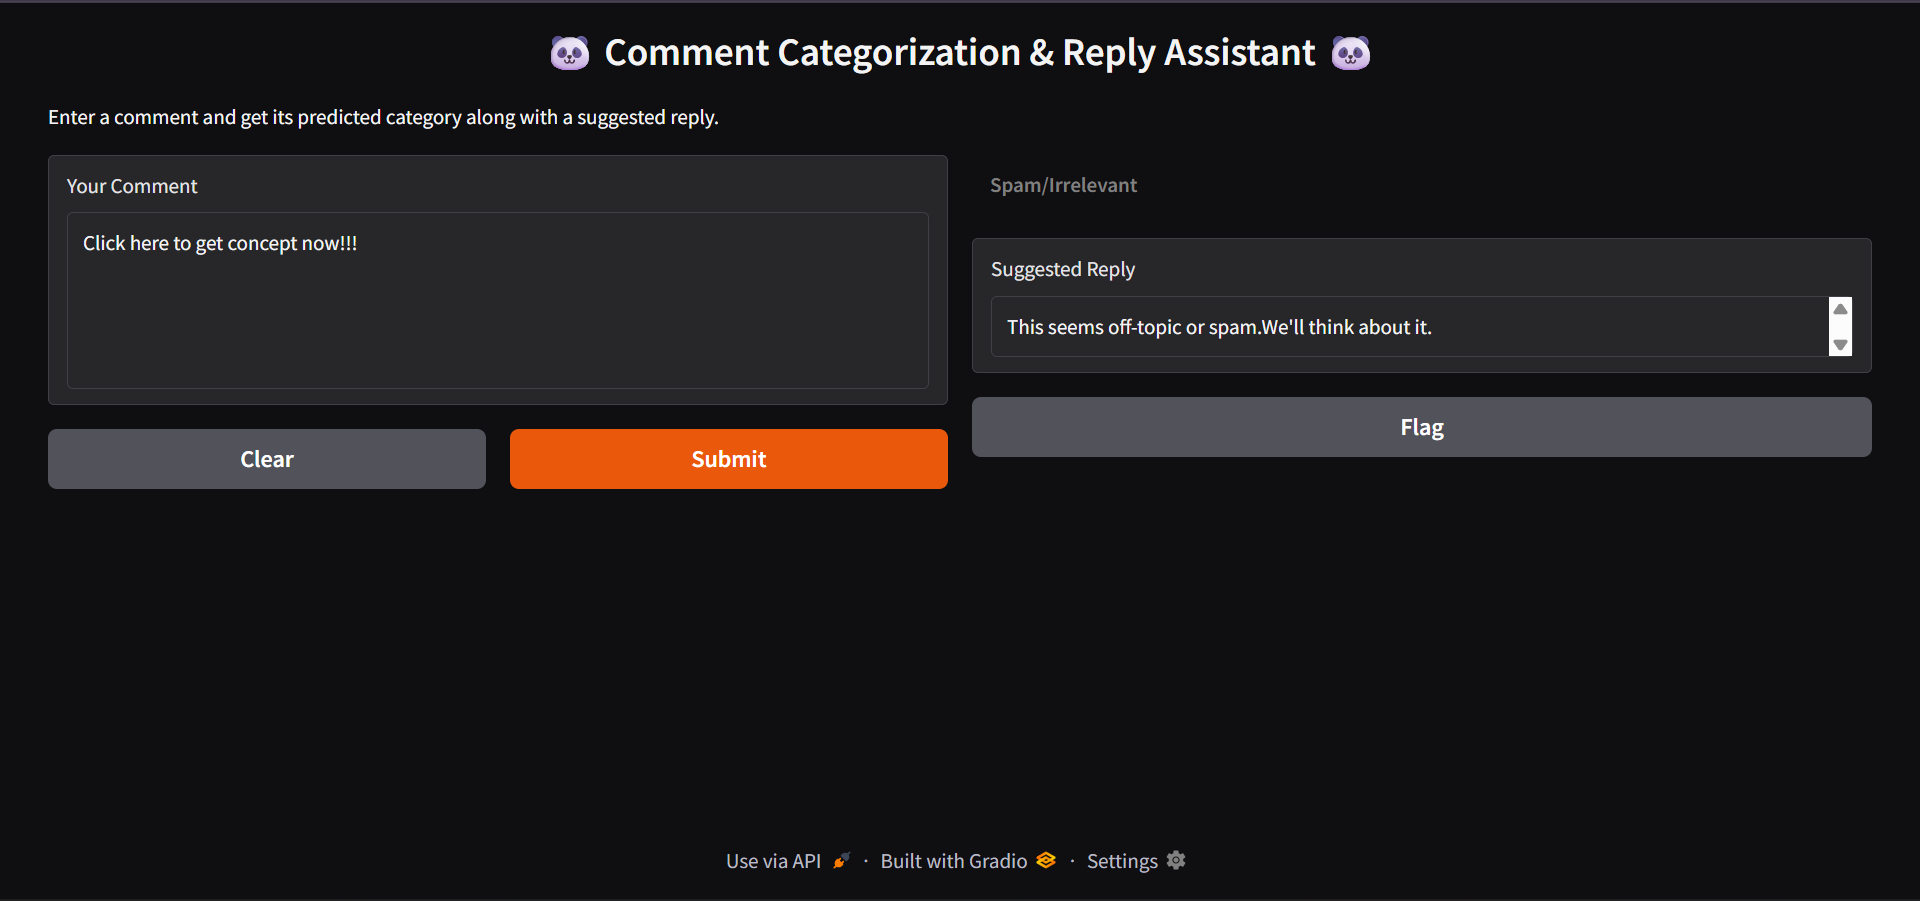 Comment Categorization & Reply Assistant
Enter a comment and get its predicted category along with a suggested reply.
Your Comment
Click here to get concept now!!!
Clear
Submit
Spam/Irrelevant
Suggested Reply
This seems off-topic or spam.We'll think about it.
Flag
Use via API · Built with Gradio · Settings